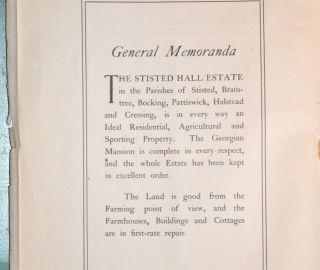 General Memoranda
THE STISTED HALL ESTATE
in the Parishes of Stisted, Brain-
tree, Bocking, Pattiswick, Halstead
and Cressing, is in every way an
Ideal Residential, Agricultural and
Sporting Property. The Georgian
Mansion is complete in every respect,
and the whole Estate has been kept
in excellent order.
The Land is good from the
Farming point of view, and the
Farmhouses, Buildings and Cottages
are in first-rate repair.